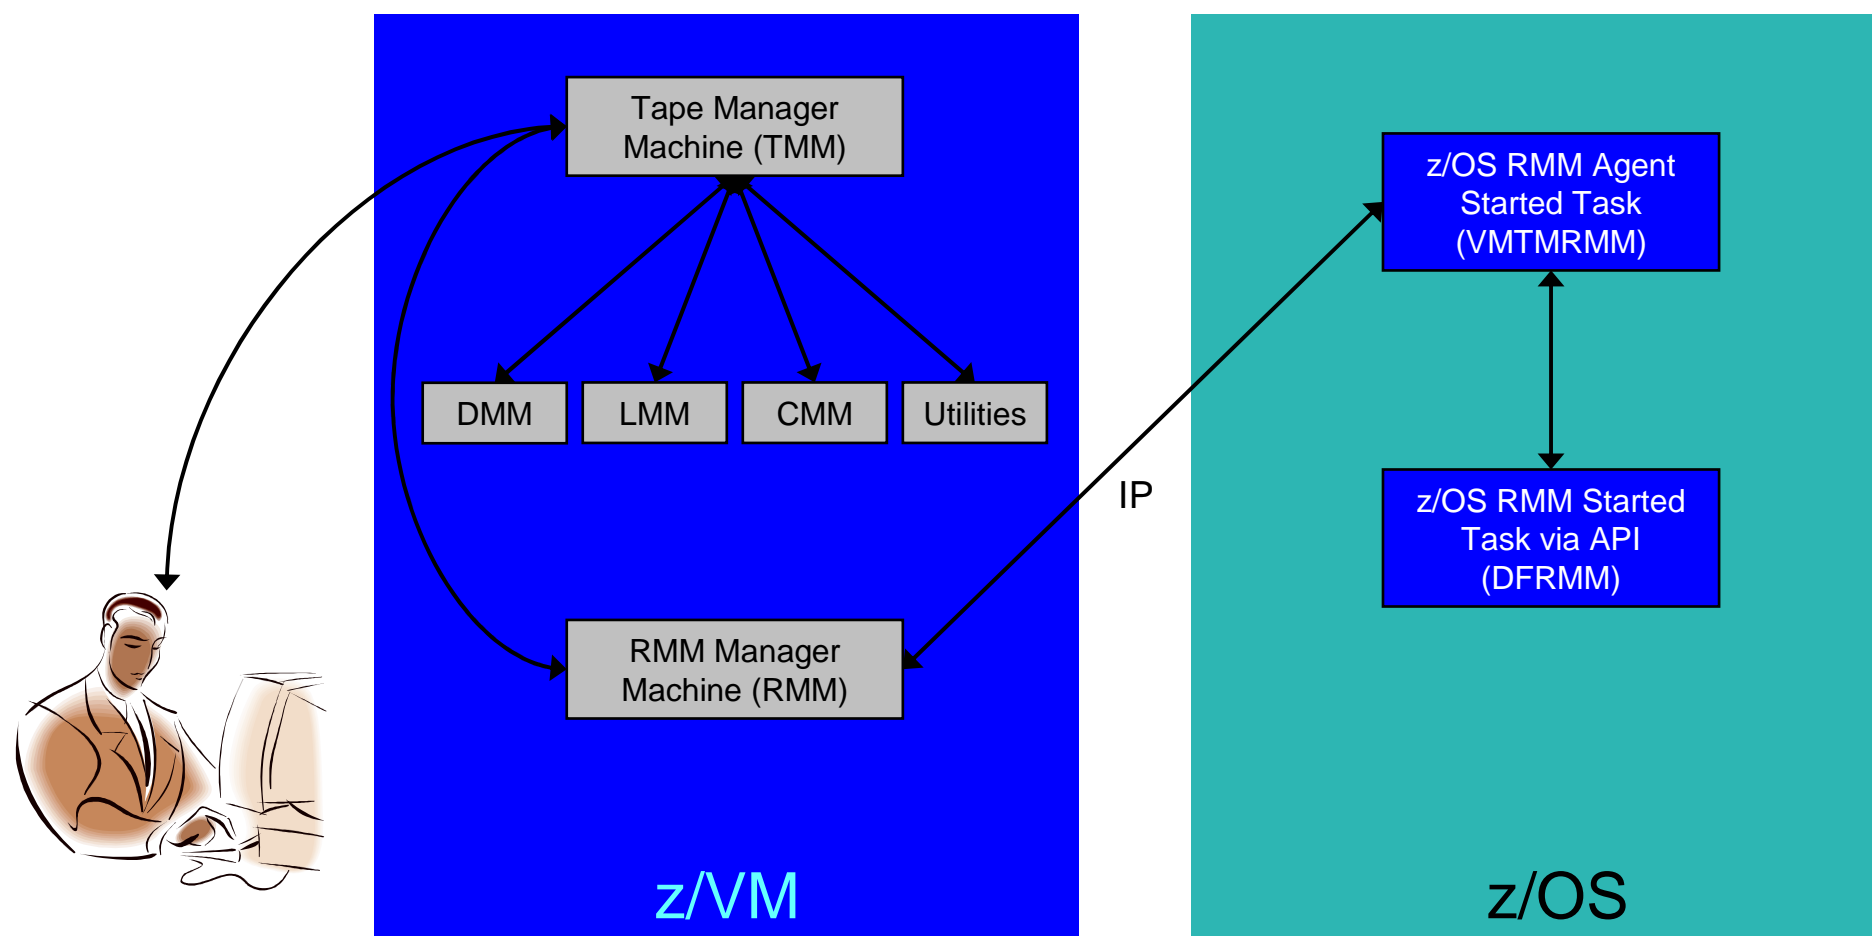 Tape Manager
Machine (TMM)
DMM
LMM
CMM
Utilities
RMM Manager
Machine (RMM)
z/VM
IP
z/OS RMM Agent
Started Task
(VMTMRMM)
z/OS RMM Started
Task via API
(DFRMM)
z/OS